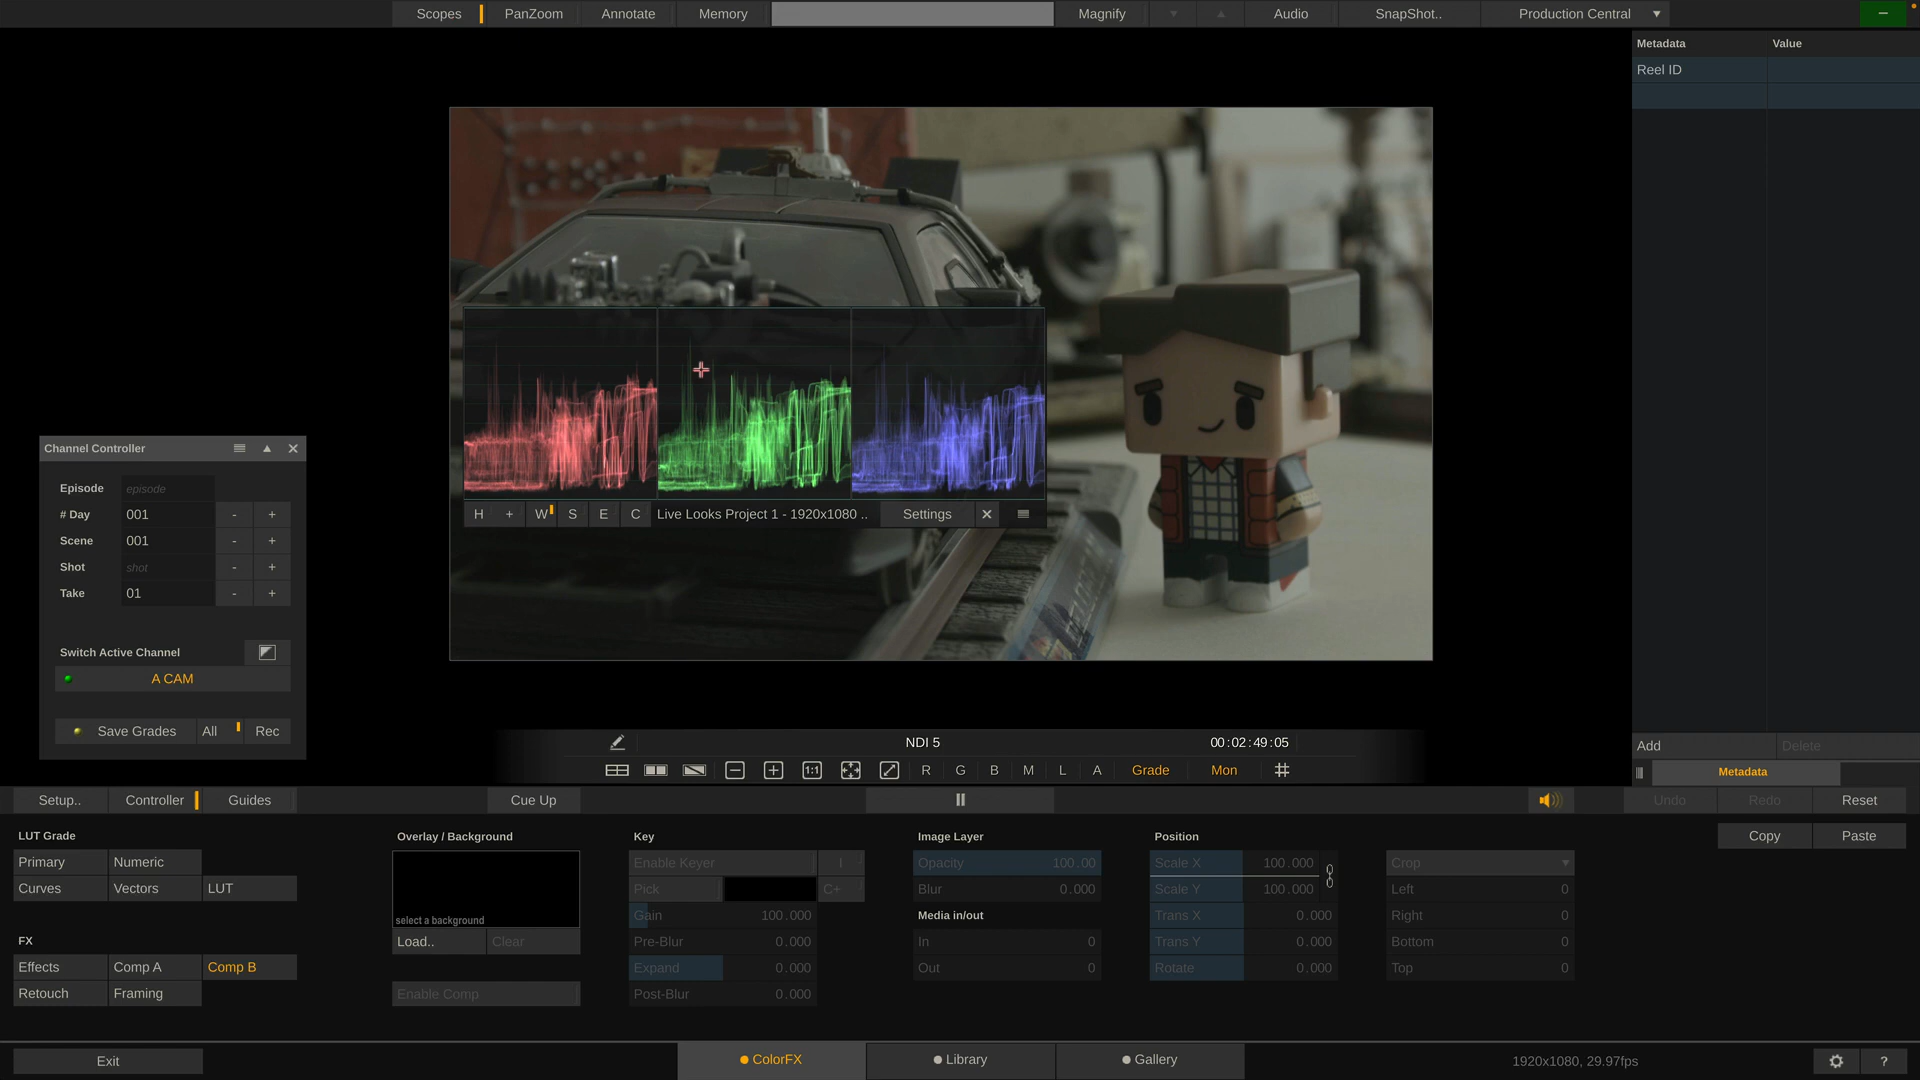 Scopes PanZoom Annotate Memory Magnify Audio SnapShot.. Production Central
Metadata Value
Reel ID
Channel Controller
Episode episode
# Day 001 - +
Scene 001 - +
Shot shot - +
Take 01 - +
Switch Active Channel
A CAM
Save Grades All Rec
H + W S E C Live Looks Project 1 - 1920x1080 .. Settings
NDI 5 00:02:49:05
1:1 R G B M L A Grade Mon
Add Delete
Metadata
Setup.. Controller Guides Cue Up Undo Redo Reset
Copy Paste
LUT Grade
Primary Numeric
Curves Vectors LUT
FX
Effects Comp A Comp B
Retouch Framing
Overlay / Background
select a background
Load.. Clear
Enable Comp
Key
Enable Keyer I
Pick C+
Gain 100.000
Pre-Blur 0.000
Expand 0.000
Post-Blur 0.000
Image Layer
Opacity 100.00
Blur 0.000
Media in/out
In 0
Out 0
Position
Scale X 100.000
Scale Y 100.000
Trans X 0.000
Trans Y 0.000
Rotate 0.000
Crop
Left 0
Right 0
Bottom 0
Top 0
Exit ColorFX Library Gallery 1920x1080, 29.97fps ?